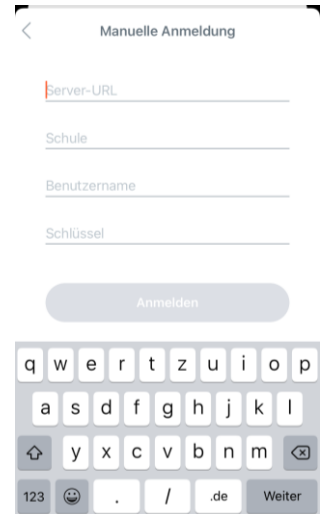 Manuelle Anmeldung
Server-URL
Schule
Benutzername
Schlüssel
Anmelden
q w e r t z u i o p
a s d f g h j k l
y x c v b n m
123 . / .de Weiter